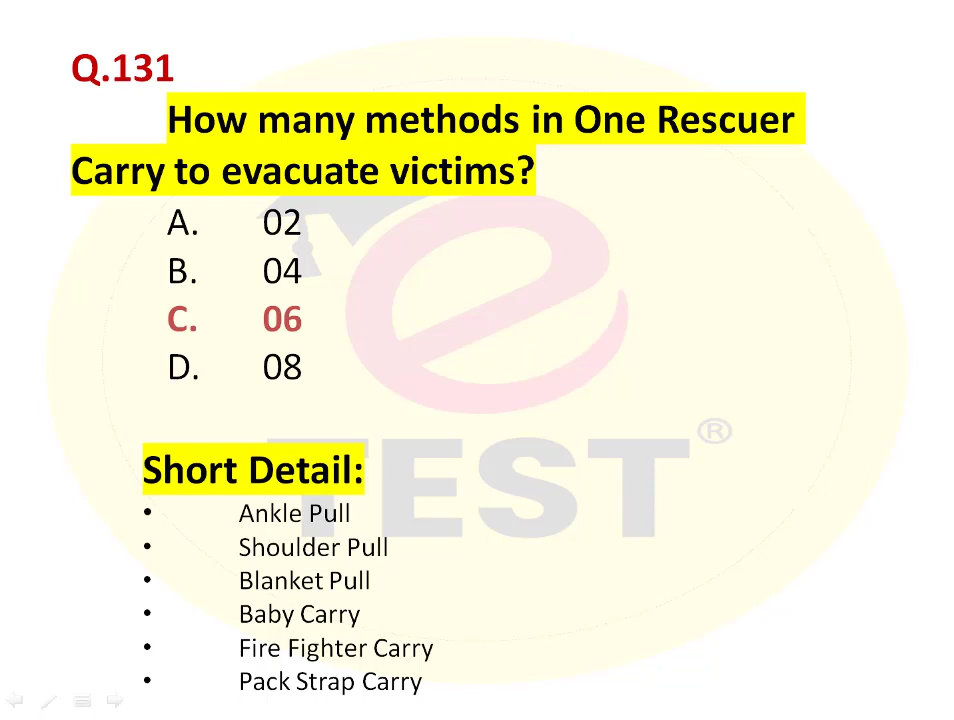 Q.131
How many methods in One Rescuer
Carry to evacuate victims?
A. 02
B. 04
C. 06
D. 08
e
TEST®
Short Detail:
• Ankle Pull
• Shoulder Pull
• Blanket Pull
• Baby Carry
• Fire Fighter Carry
• Pack Strap Carry